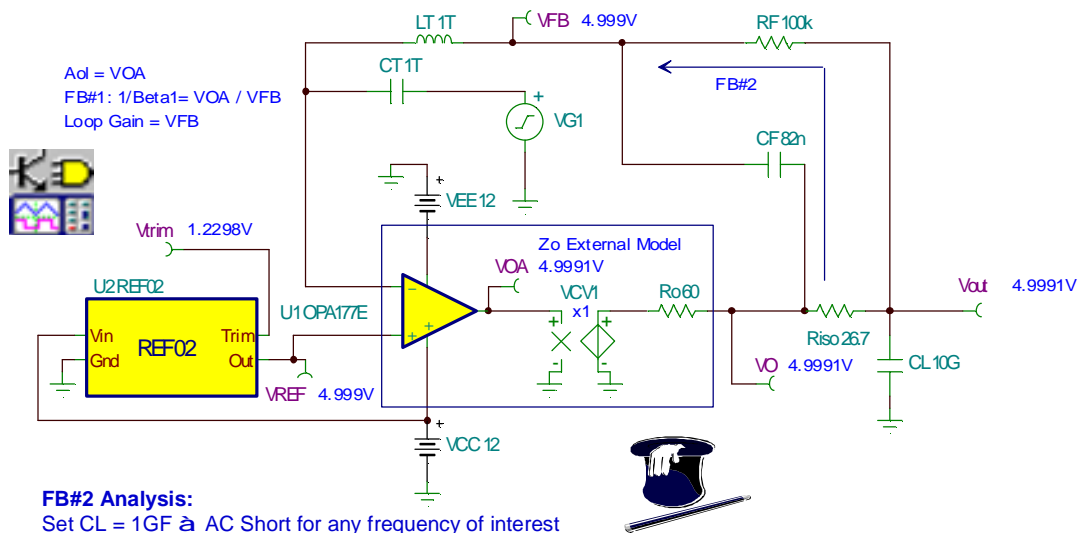 LT 1T
VFB 4.999V
RF 100k
CT 1T
FB#2
Aol = VOA
FB#1: 1/Beta1= VOA / VFB
Loop Gain = VFB
+
VG1
CF 82n
+
VEE 12
Vtrim 1.2298V
Zo External Model
VOA
4.9991V
U2 REF02
U1 OPA177E
VCV1
x1
Ro 60
Vout 4.9991V
Vin
Trim
REF02
Gnd
Out
-
+
+
+
+
-
-
Riso 26.7
VREF 4.999V
VO 4.9991V
CL 10G
+
VCC 12
FB#2 Analysis:
Set CL = 1GF à AC Short for any frequency of interest